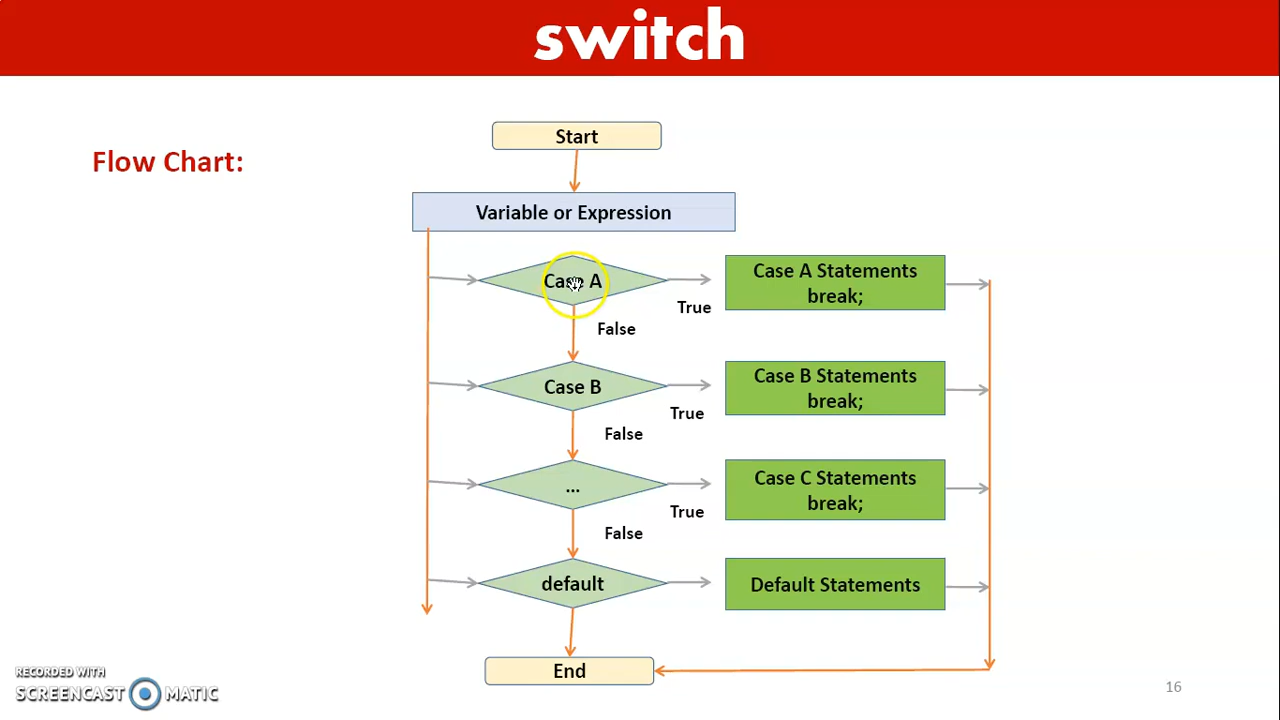 switch
Flow Chart:
Start
Variable or Expression
Case A
True
False
Case A Statements
break;
Case B
True
False
Case B Statements
break;
...
True
False
Case C Statements
break;
default
Default Statements
End
RECORDED WITH
SCREENCAST MATIC
16